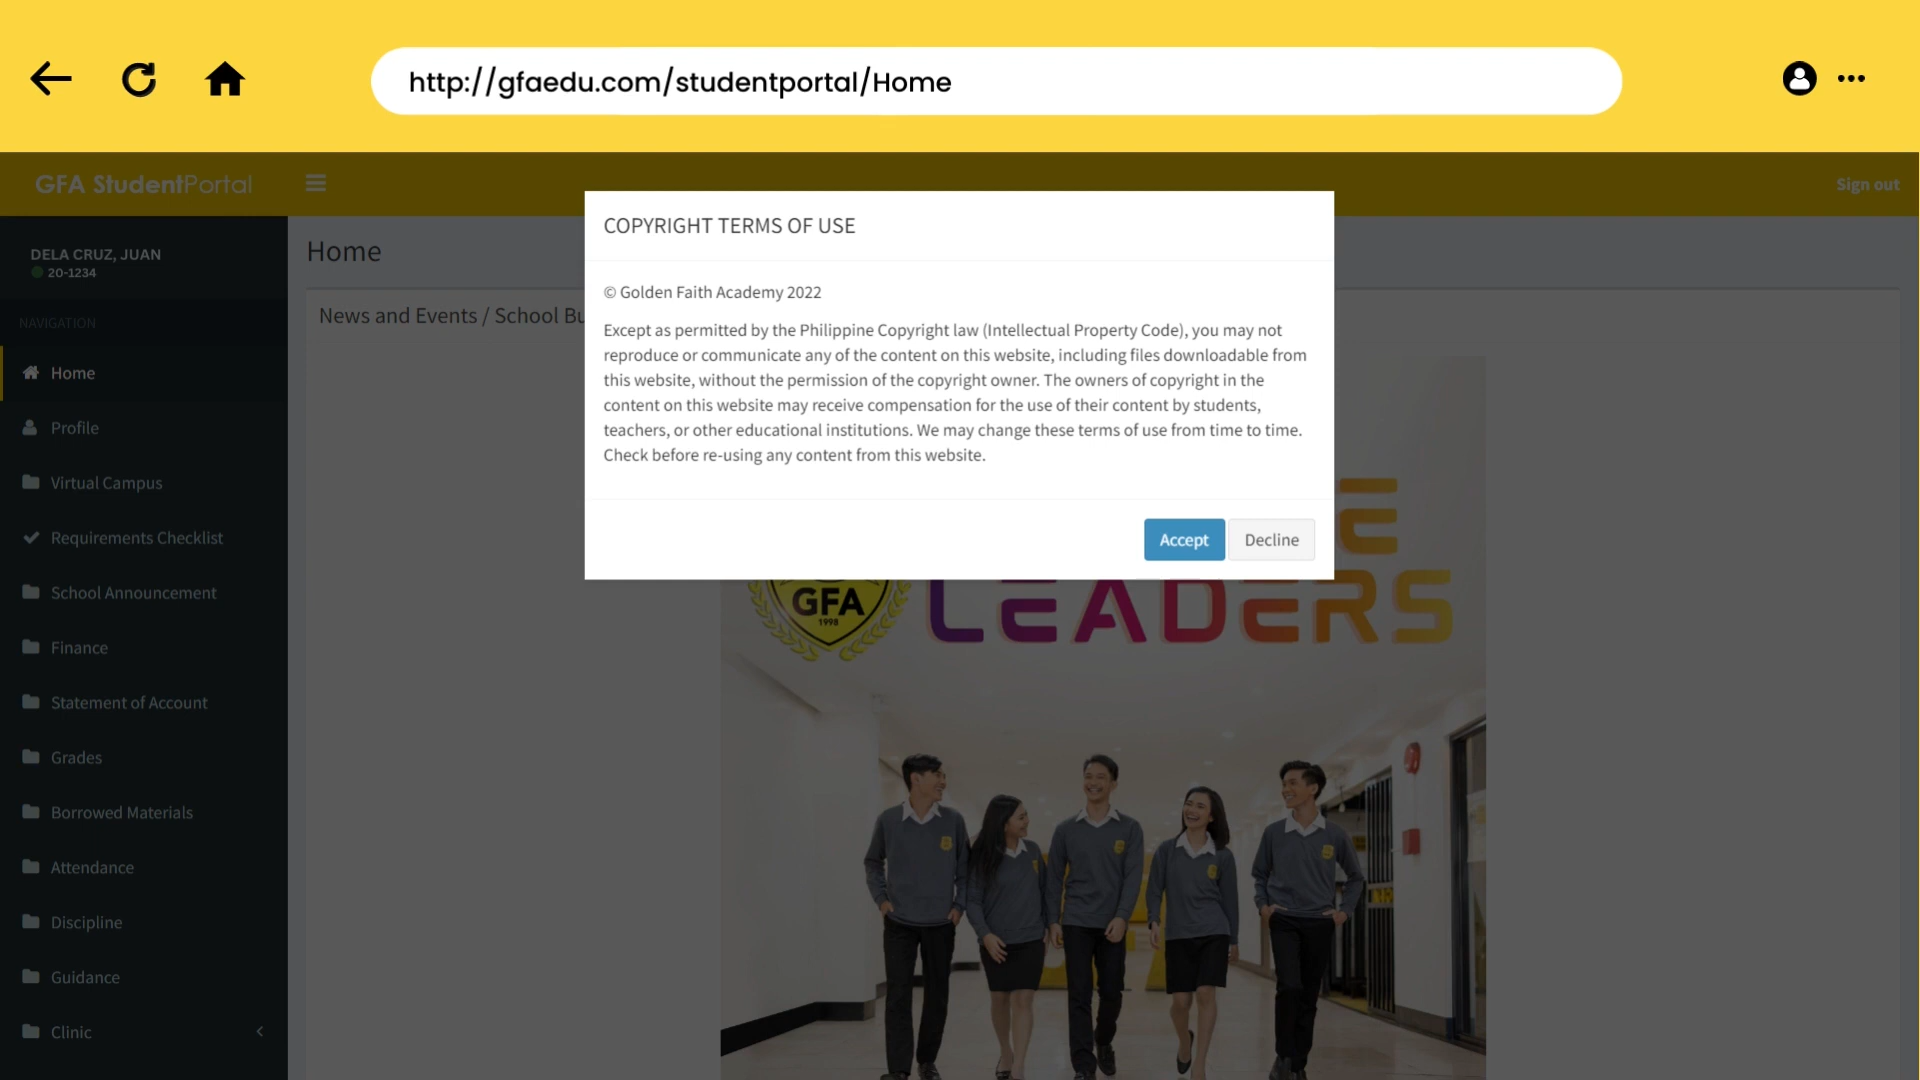 http://gfaedu.com/studentportal/Home
GFA StudentPortal
Sign out
DELA CRUZ, JUAN
20-1234
NAVIGATION
Home
Profile
Virtual Campus
Requirements Checklist
School Announcement
Finance
Statement of Account
Grades
Borrowed Materials
Attendance
Discipline
Guidance
Clinic
Home
News and Events / School Bu
COPYRIGHT TERMS OF USE
© Golden Faith Academy 2022
Except as permitted by the Philippine Copyright law (Intellectual Property Code), you may not
reproduce or communicate any of the content on this website, including files downloadable from
this website, without the permission of the copyright owner. The owners of copyright in the
content on this website may receive compensation for the use of their content by students,
teachers, or other educational institutions. We may change these terms of use from time to time.
Check before re-using any content from this website.
Accept Decline
E
LEADERS
GFA
1998